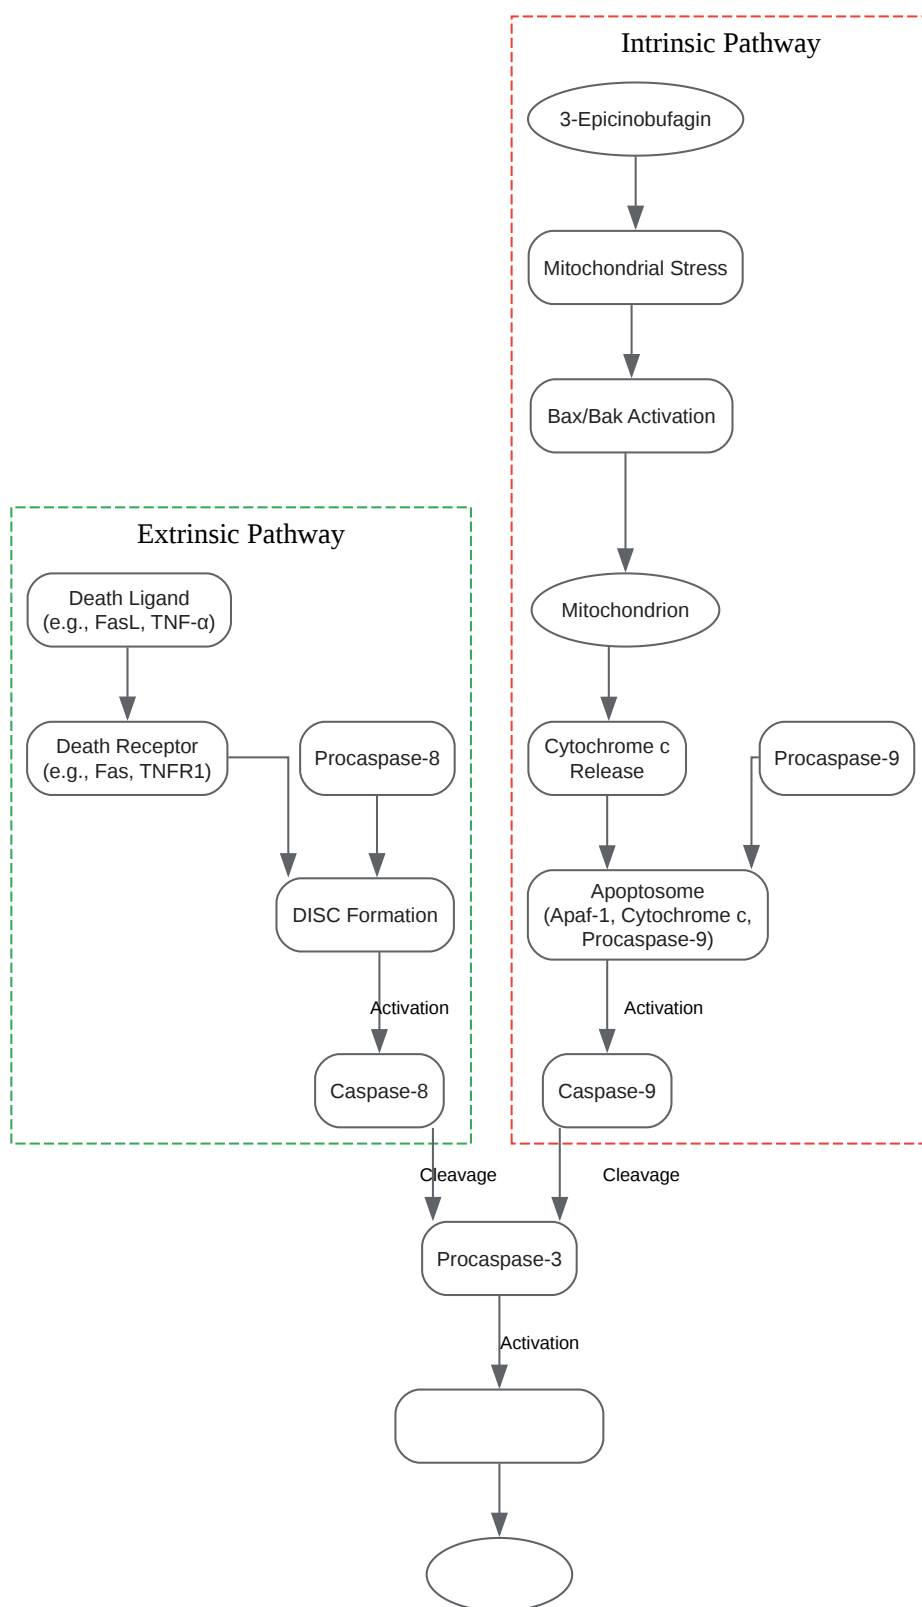 Intrinsic Pathway
3-Epicinobufagin
Mitochondrial Stress
Bax/Bak Activation
Mitochondrion
Cytochrome c
Release
Procaspase-9
Apoptosome
(Apaf-1, Cytochrome c,
Procaspase-9)
Activation
Caspase-9
Extrinsic Pathway
Death Ligand
(e.g., FasL, TNF-α)
Death Receptor
(e.g., Fas, TNFR1)
Procaspase-8
DISC Formation
Activation
Caspase-8
Cleavage
Cleavage
Procaspase-3
Activation